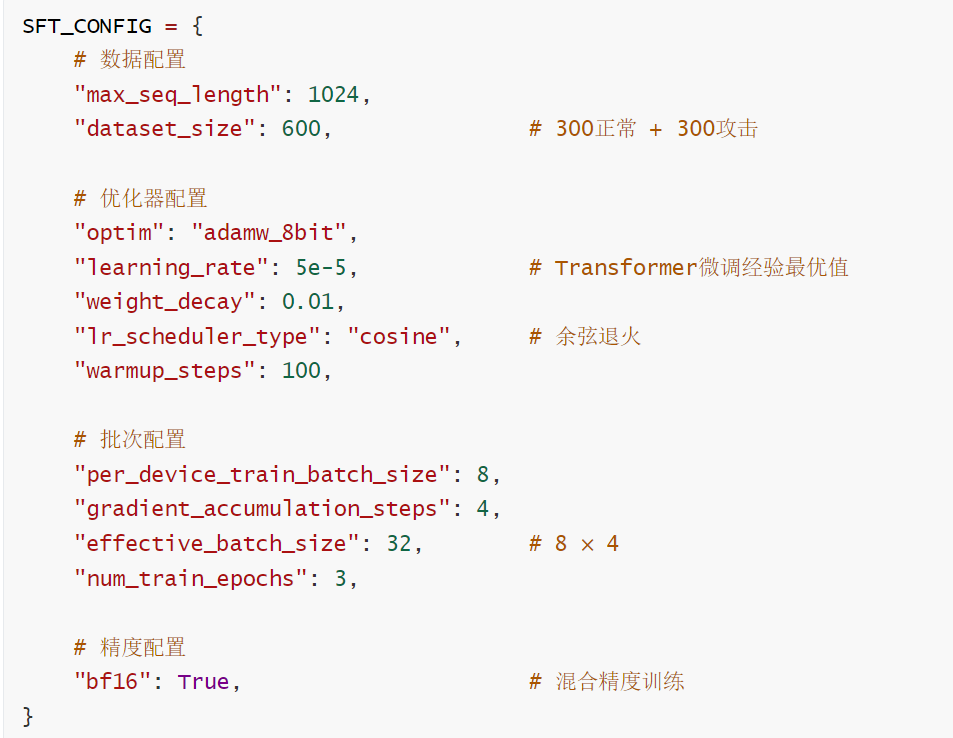 SFT_CONFIG = {
    # 数据配置
    "max_seq_length": 1024,
    "dataset_size": 600,               # 300正常 + 300攻击

    # 优化器配置
    "optim": "adamw_8bit",
    "learning_rate": 5e-5,             # Transformer微调经验最优值
    "weight_decay": 0.01,
    "lr_scheduler_type": "cosine",     # 余弦退火
    "warmup_steps": 100,

    # 批次配置
    "per_device_train_batch_size": 8,
    "gradient_accumulation_steps": 4,
    "effective_batch_size": 32,        # 8 × 4
    "num_train_epochs": 3,

    # 精度配置
    "bf16": True,                      # 混合精度训练
}